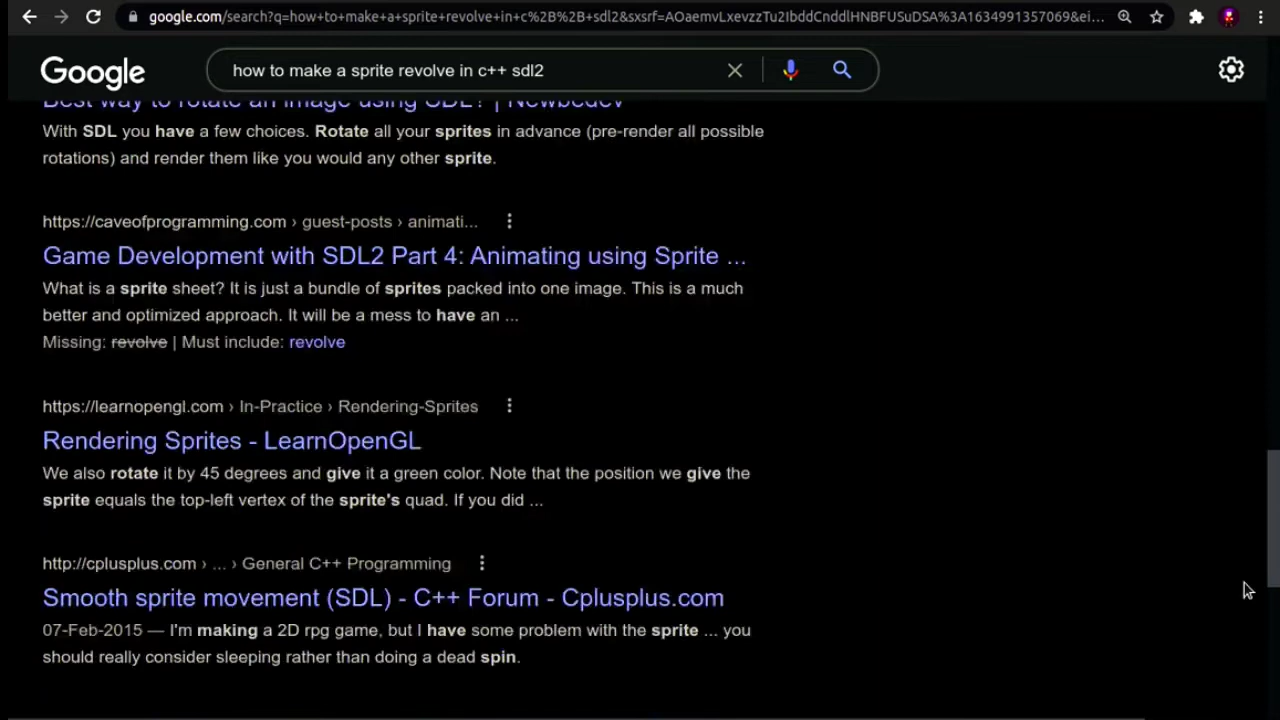 google.com/search?q=how+to+make+a+sprite+revolve+in+c%2B%2B+sdl2&sxsrf=AOaemvLxevzzTu2IbddCnddlHNBFUSuDSA%3A1634991357069&ei...
Google
how to make a sprite revolve in c++ sdl2
Best way to rotate an image using SDL? | Newbedev
With SDL you have a few choices. Rotate all your sprites in advance (pre-render all possible
rotations) and render them like you would any other sprite.
https://caveofprogramming.com › guest-posts › animati...
Game Development with SDL2 Part 4: Animating using Sprite ...
What is a sprite sheet? It is just a bundle of sprites packed into one image. This is a much
better and optimized approach. It will be a mess to have an ...
Missing: revolve | Must include: revolve
https://learnopengl.com › In-Practice › Rendering-Sprites
Rendering Sprites - LearnOpenGL
We also rotate it by 45 degrees and give it a green color. Note that the position we give the
sprite equals the top-left vertex of the sprite's quad. If you did ...
http://cplusplus.com › ... › General C++ Programming
Smooth sprite movement (SDL) - C++ Forum - Cplusplus.com
07-Feb-2015 — I'm making a 2D rpg game, but I have some problem with the sprite ... you
should really consider sleeping rather than doing a dead spin.